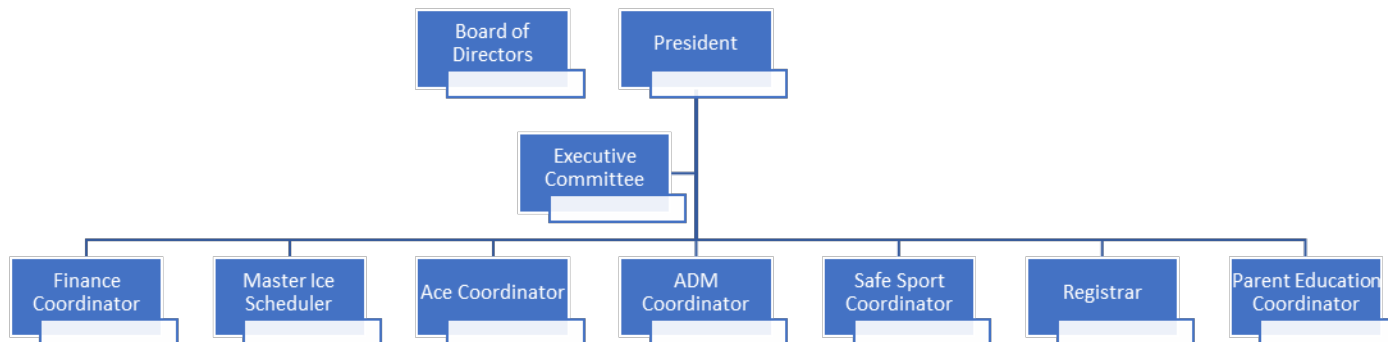 Board of
Directors
President
Executive
Committee
Finance
Coordinator
Master Ice
Scheduler
Ace Coordinator
ADM
Coordinator
Safe Sport
Coordinator
Registrar
Parent Education
Coordinator